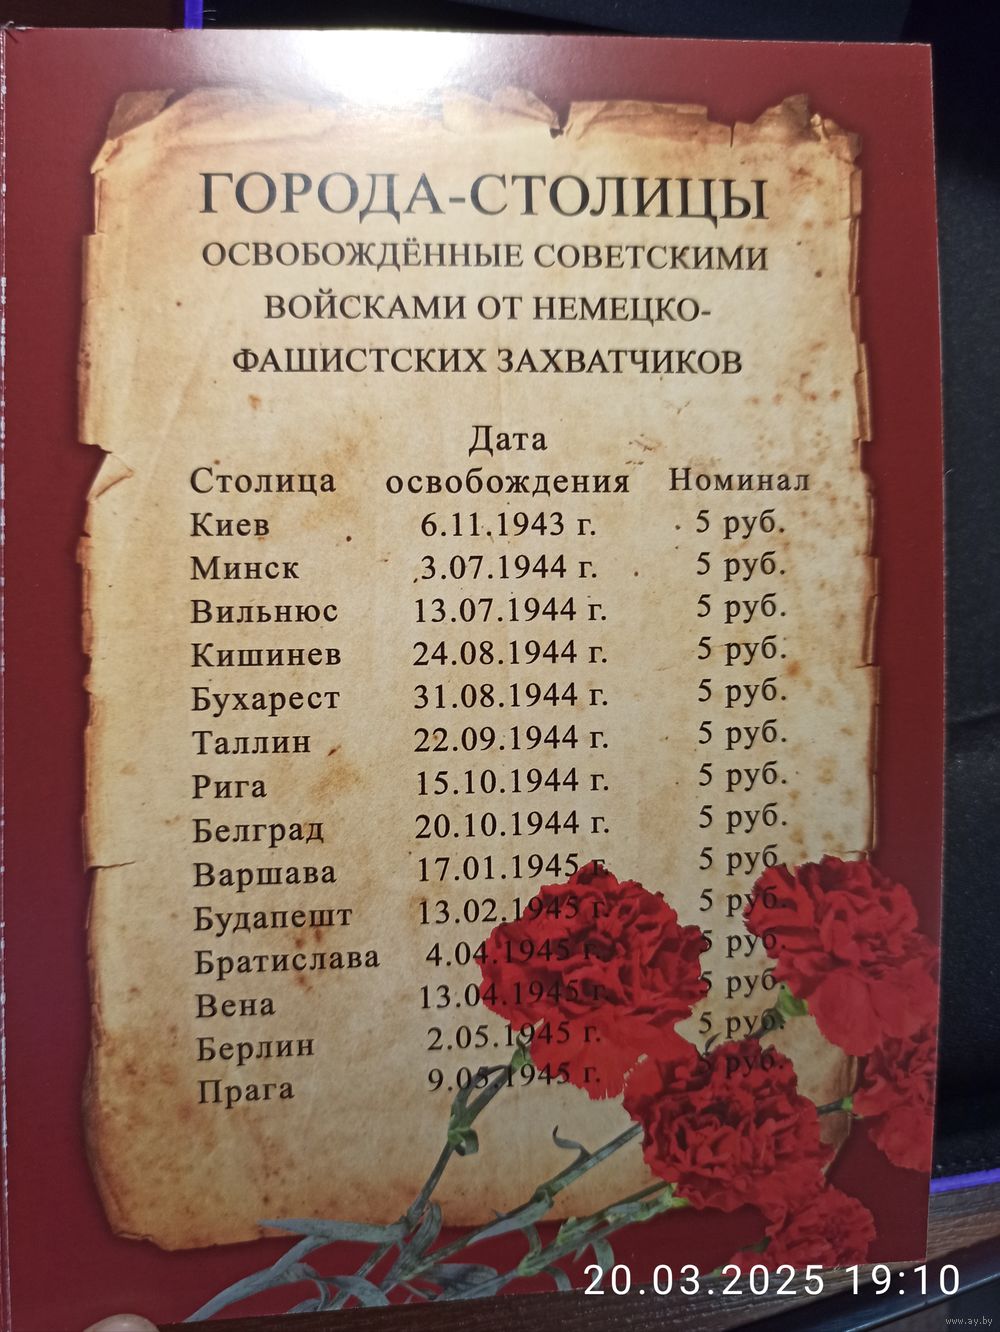 ГОРОДА-СТОЛИЦЫ
ОСВОБОЖДЁННЫЕ СОВЕТСКИМИ
ВОЙСКАМИ ОТ НЕМЕЦКО-
ФАШИСТСКИХ ЗАХВАТЧИКОВ
Дата
Столица освобождения Номинал
Киев 6.11.1943 г. 5 руб.
Минск 3.07.1944 г. 5 руб.
Вильнюс 13.07.1944 г. 5 руб.
Кишинев 24.08.1944 г. 5 руб.
Бухарест 31.08.1944 г. 5 руб.
Таллин 22.09.1944 г. 5 руб.
Рига 15.10.1944 г. 5 руб.
Белград 20.10.1944 г. 5 руб.
Варшава 17.01.1945 г. 5 руб.
Будапешт 13.02.1945 г. 5 руб.
Братислава 4.04.1945 г. 5 руб.
Вена 13.04.1945 г. 5 руб.
Берлин 2.05.1945 г. 5 руб.
Прага 9.05.1945 г. 5 руб.
20.03.2025 19:10
www.ay.by